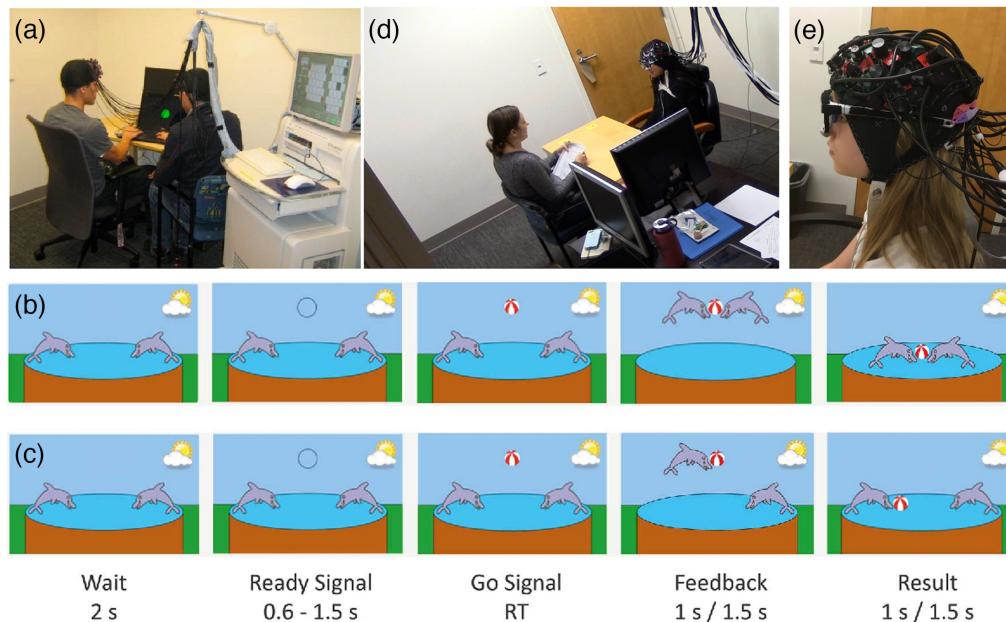 (a)
(d)
(e)
(b)
(c)
Wait
2 s
Ready Signal
0.6 - 1.5 s
Go Signal
RT
Feedback
1 s / 1.5 s
Result
1 s / 1.5 s